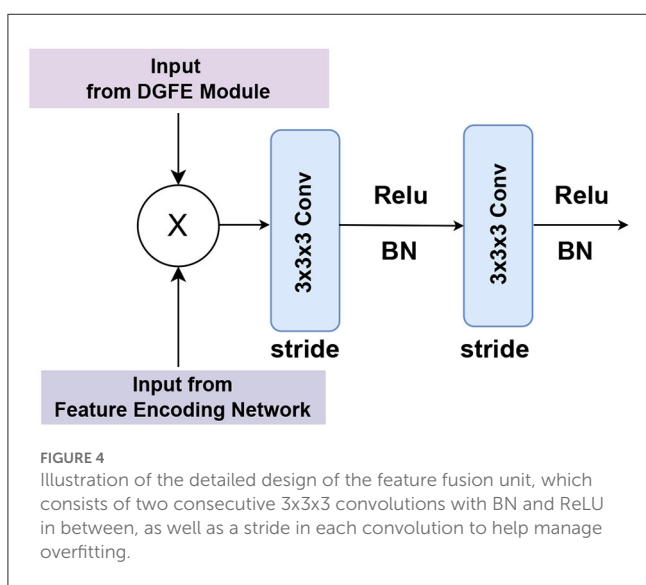 Input
from DGFE Module
X
3x3x3 Conv
Relu
BN
3x3x3 Conv
Relu
BN
stride
stride
Input from
Feature Encoding Network
FIGURE 4
Illustration of the detailed design of the feature fusion unit, which
consists of two consecutive 3x3x3 convolutions with BN and ReLU
in between, as well as a stride in each convolution to help manage
overfitting.